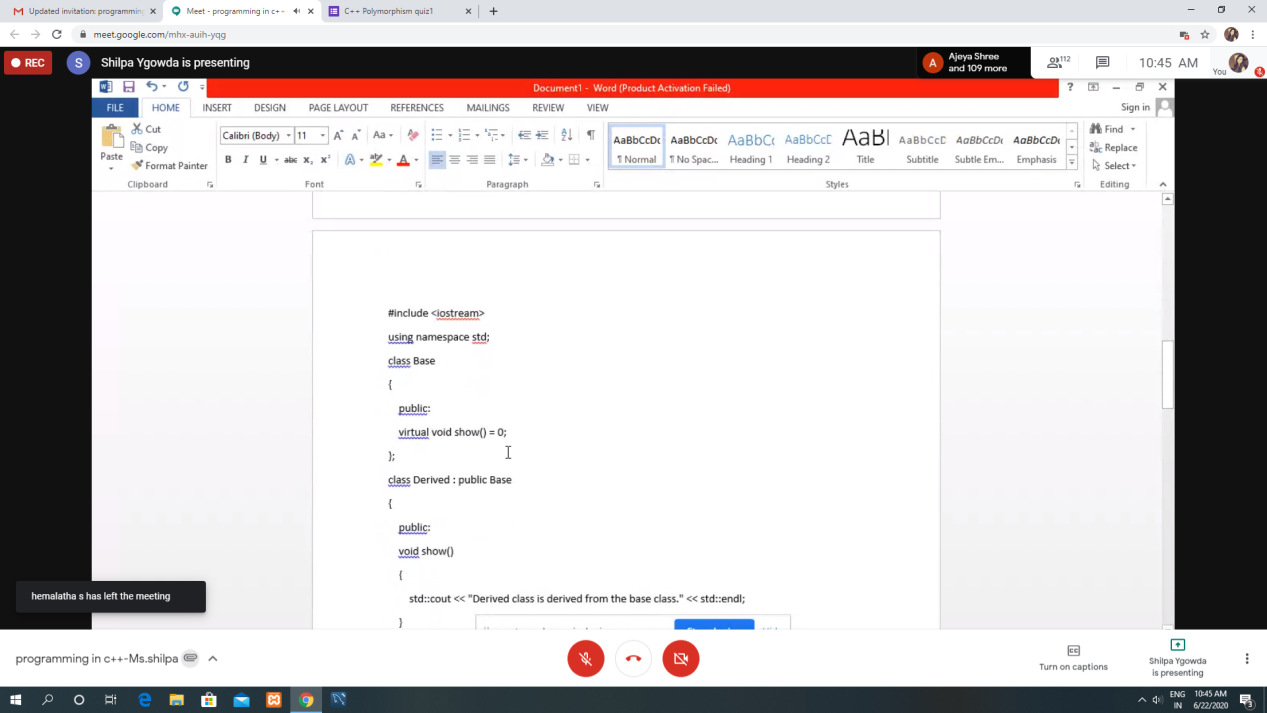 Updated invitation: programming
Meet - programming in c+-
C++ Polymorphism quiz1
meet.google.com/mhx-auih-yqg
REC
S
Shilpa Ygowda is presenting
A
Ajeya Shree
and 109 more
112
10:45 AM
You
Document1 - Word (Product Activation Failed)
FILE
HOME
INSERT
DESIGN
PAGE LAYOUT
REFERENCES
MAILINGS
REVIEW
VIEW
Sign in
Paste
Cut
Copy
Format Painter
Clipboard
Calibri (Body)
11
Font
Paragraph
AaBbCcDc
¶ Normal
AaBbCcDc
¶ No Spac...
AaBbCc
Heading 1
AaBbCcD
Heading 2
AaBl
Title
AaBbCcD
Subtitle
AaBbCcDc
Subtle Em...
AaBbCcDc
Emphasis
Styles
Find
Replace
Select
Editing
#include <iostream>
using namespace std;
class Base
{
public:
virtual void show() = 0;
};
class Derived : public Base
{
public:
void show()
{
std::cout << "Derived class is derived from the base class." << std::endl;
}
hemalatha s has left the meeting
programming in c++-Ms.shilpa
Turn on captions
Shilpa Ygowda
is presenting
ENG
IN
10:45 AM
6/22/2020
3